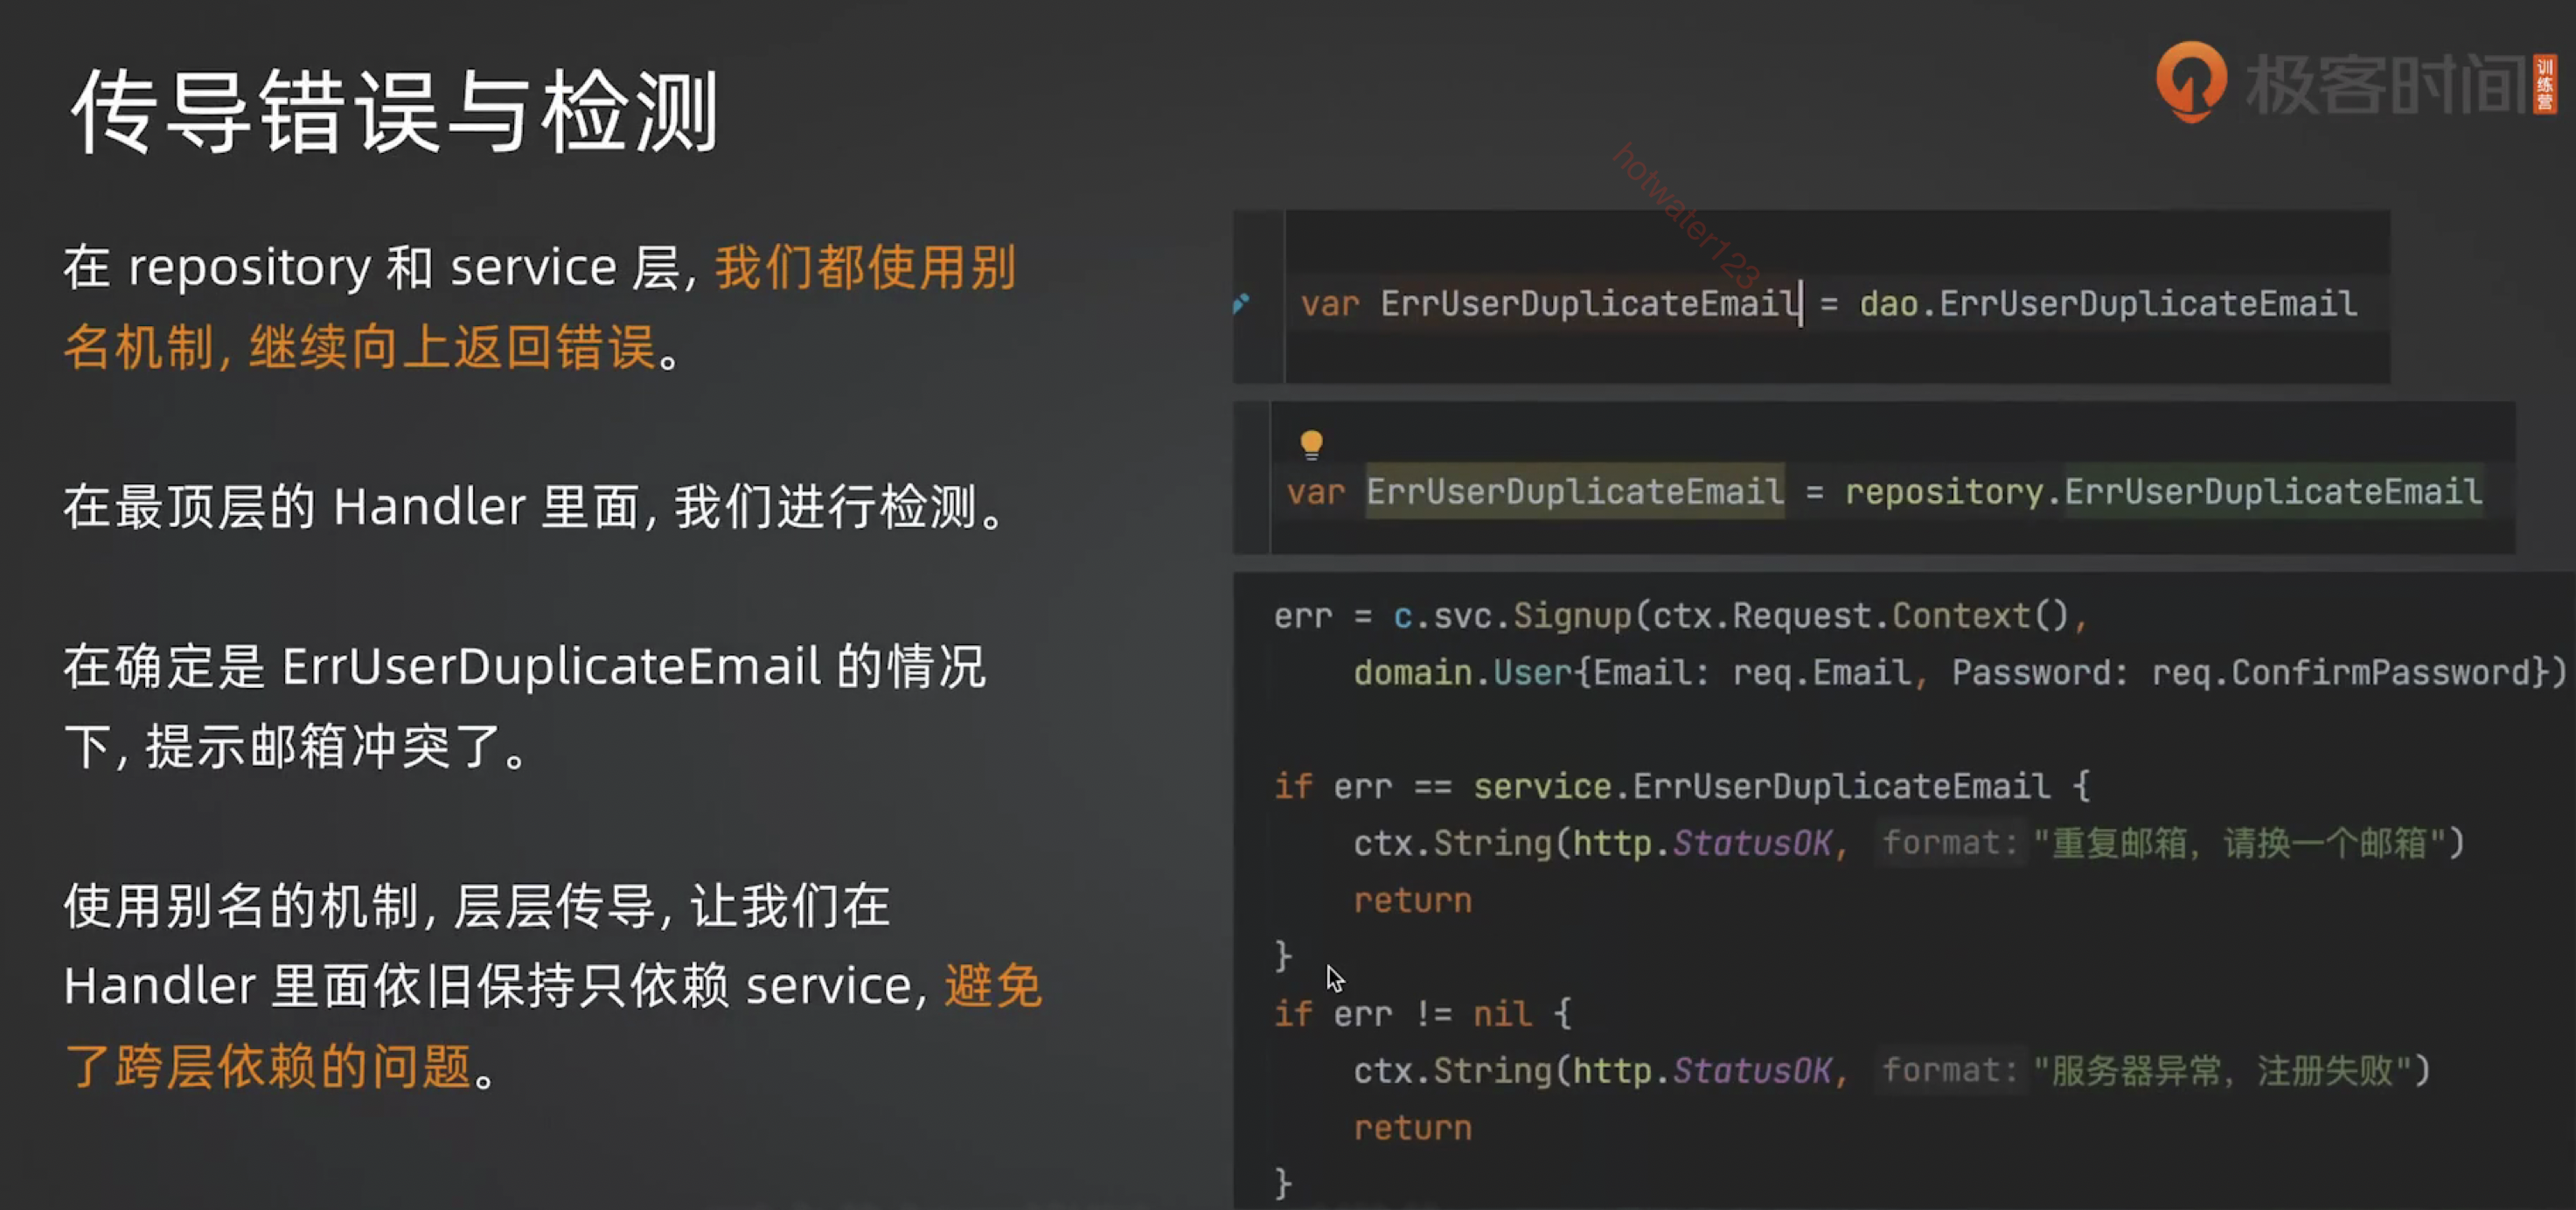 传导错误与检测
极客时间
训练营
hotwater123
在 repository 和 service 层, 我们都使用别
名机制, 继续向上返回错误。
在最顶层的 Handler 里面, 我们进行检测。
在确定是 ErrUserDuplicateEmail 的情况
下, 提示邮箱冲突了。
使用别名的机制, 层层传导, 让我们在
Handler 里面依旧保持只依赖 service, 避免
了跨层依赖的问题。
var ErrUserDuplicateEmail = dao.ErrUserDuplicateEmail
var ErrUserDuplicateEmail = repository.ErrUserDuplicateEmail
err = c.svc.Signup(ctx.Request.Context(),
domain.User{Email: req.Email, Password: req.ConfirmPassword})
if err == service.ErrUserDuplicateEmail {
ctx.String(http.StatusOK, format: "重复邮箱，请换一个邮箱")
return
}
if err != nil {
ctx.String(http.StatusOK, format: "服务器异常，注册失败")
return
}